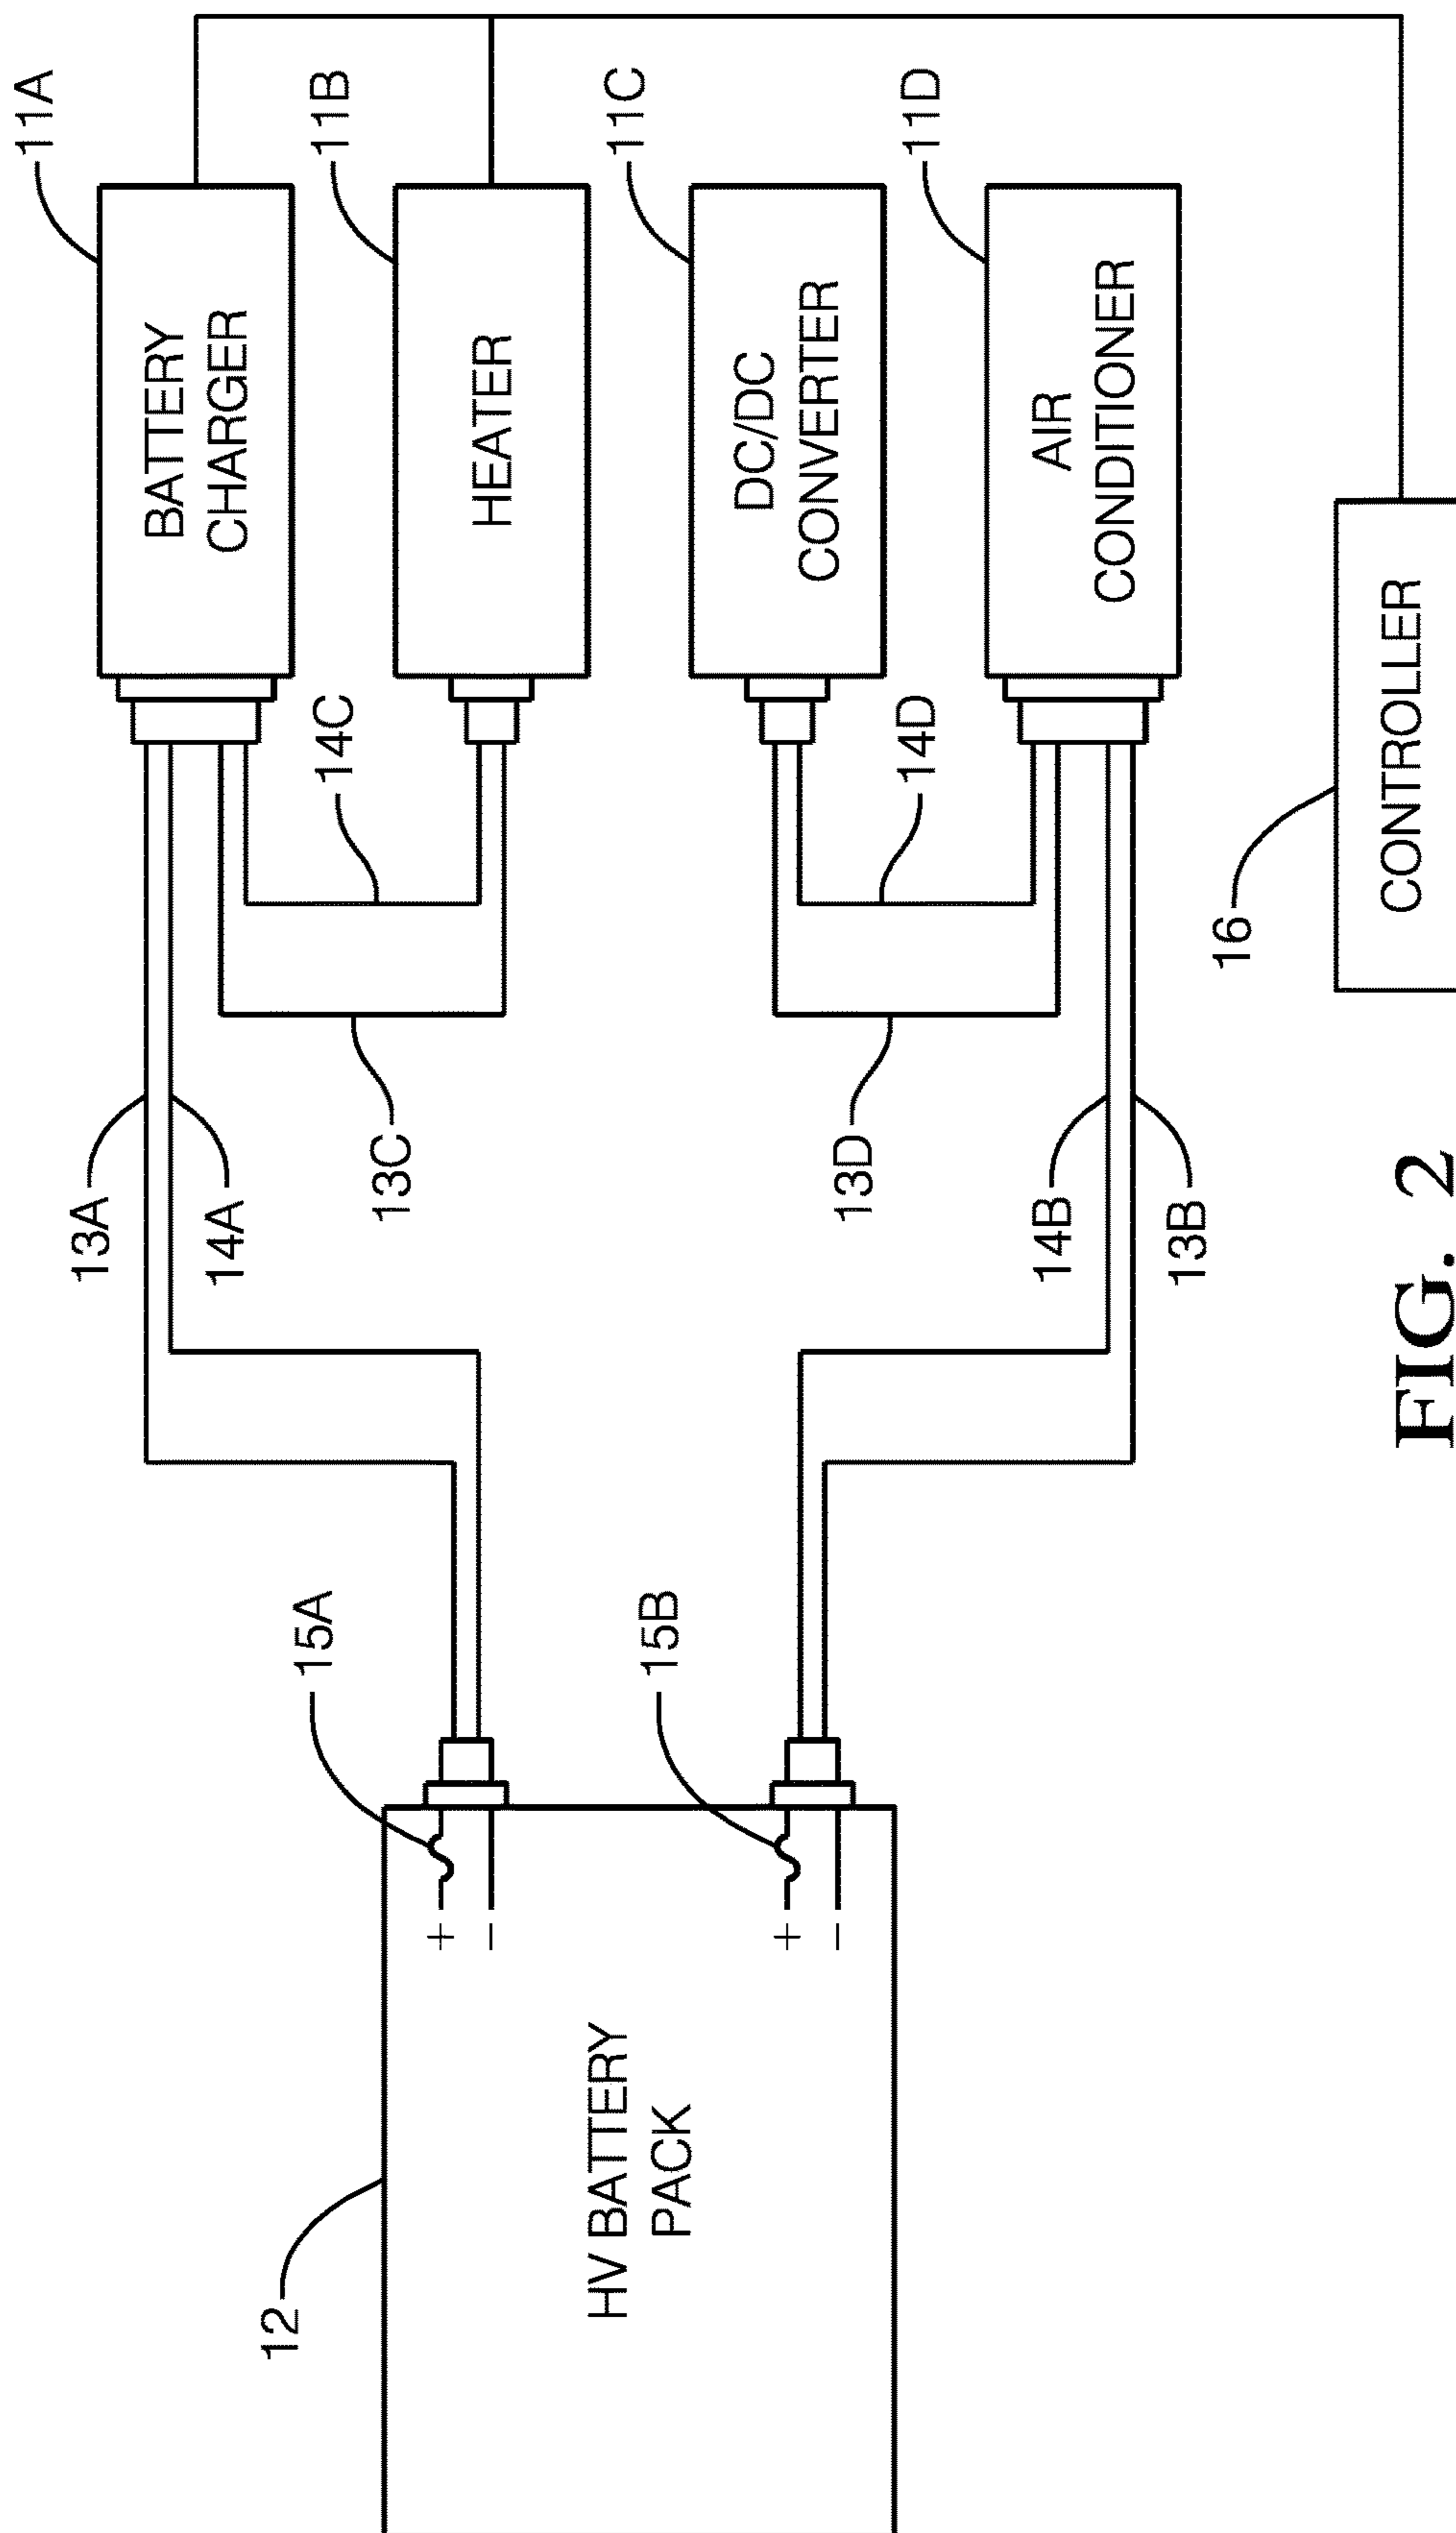 11A
BATTERY
CHARGER
11B
HEATER
11C
DC/DC
CONVERTER
11D
AIR
CONDITIONER
14C
13C
14D
13D
13A
14A
14B
13B
16
CONTROLLER
15A
+
−
15B
+
−
12
HV BATTERY
PACK
FIG. 2